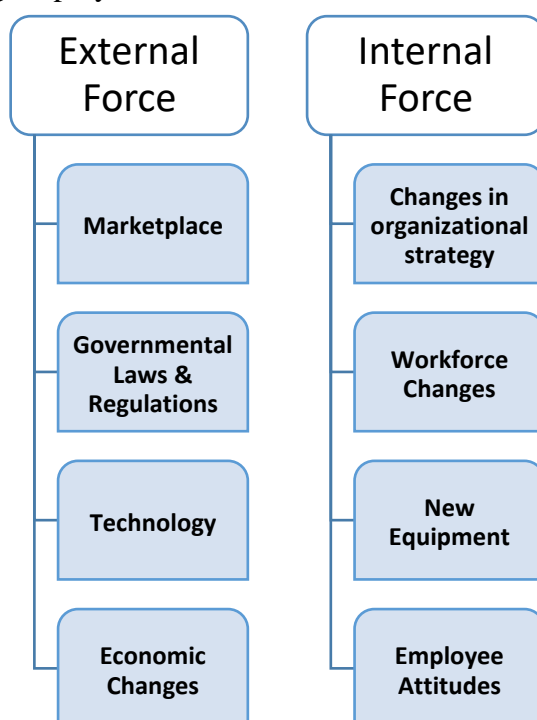 External
Force
Marketplace
Governmental
Laws &
Regulations
Technology
Economic
Changes
Internal
Force
Changes in
organizational
strategy
Workforce
Changes
New
Equipment
Employee
Attitudes